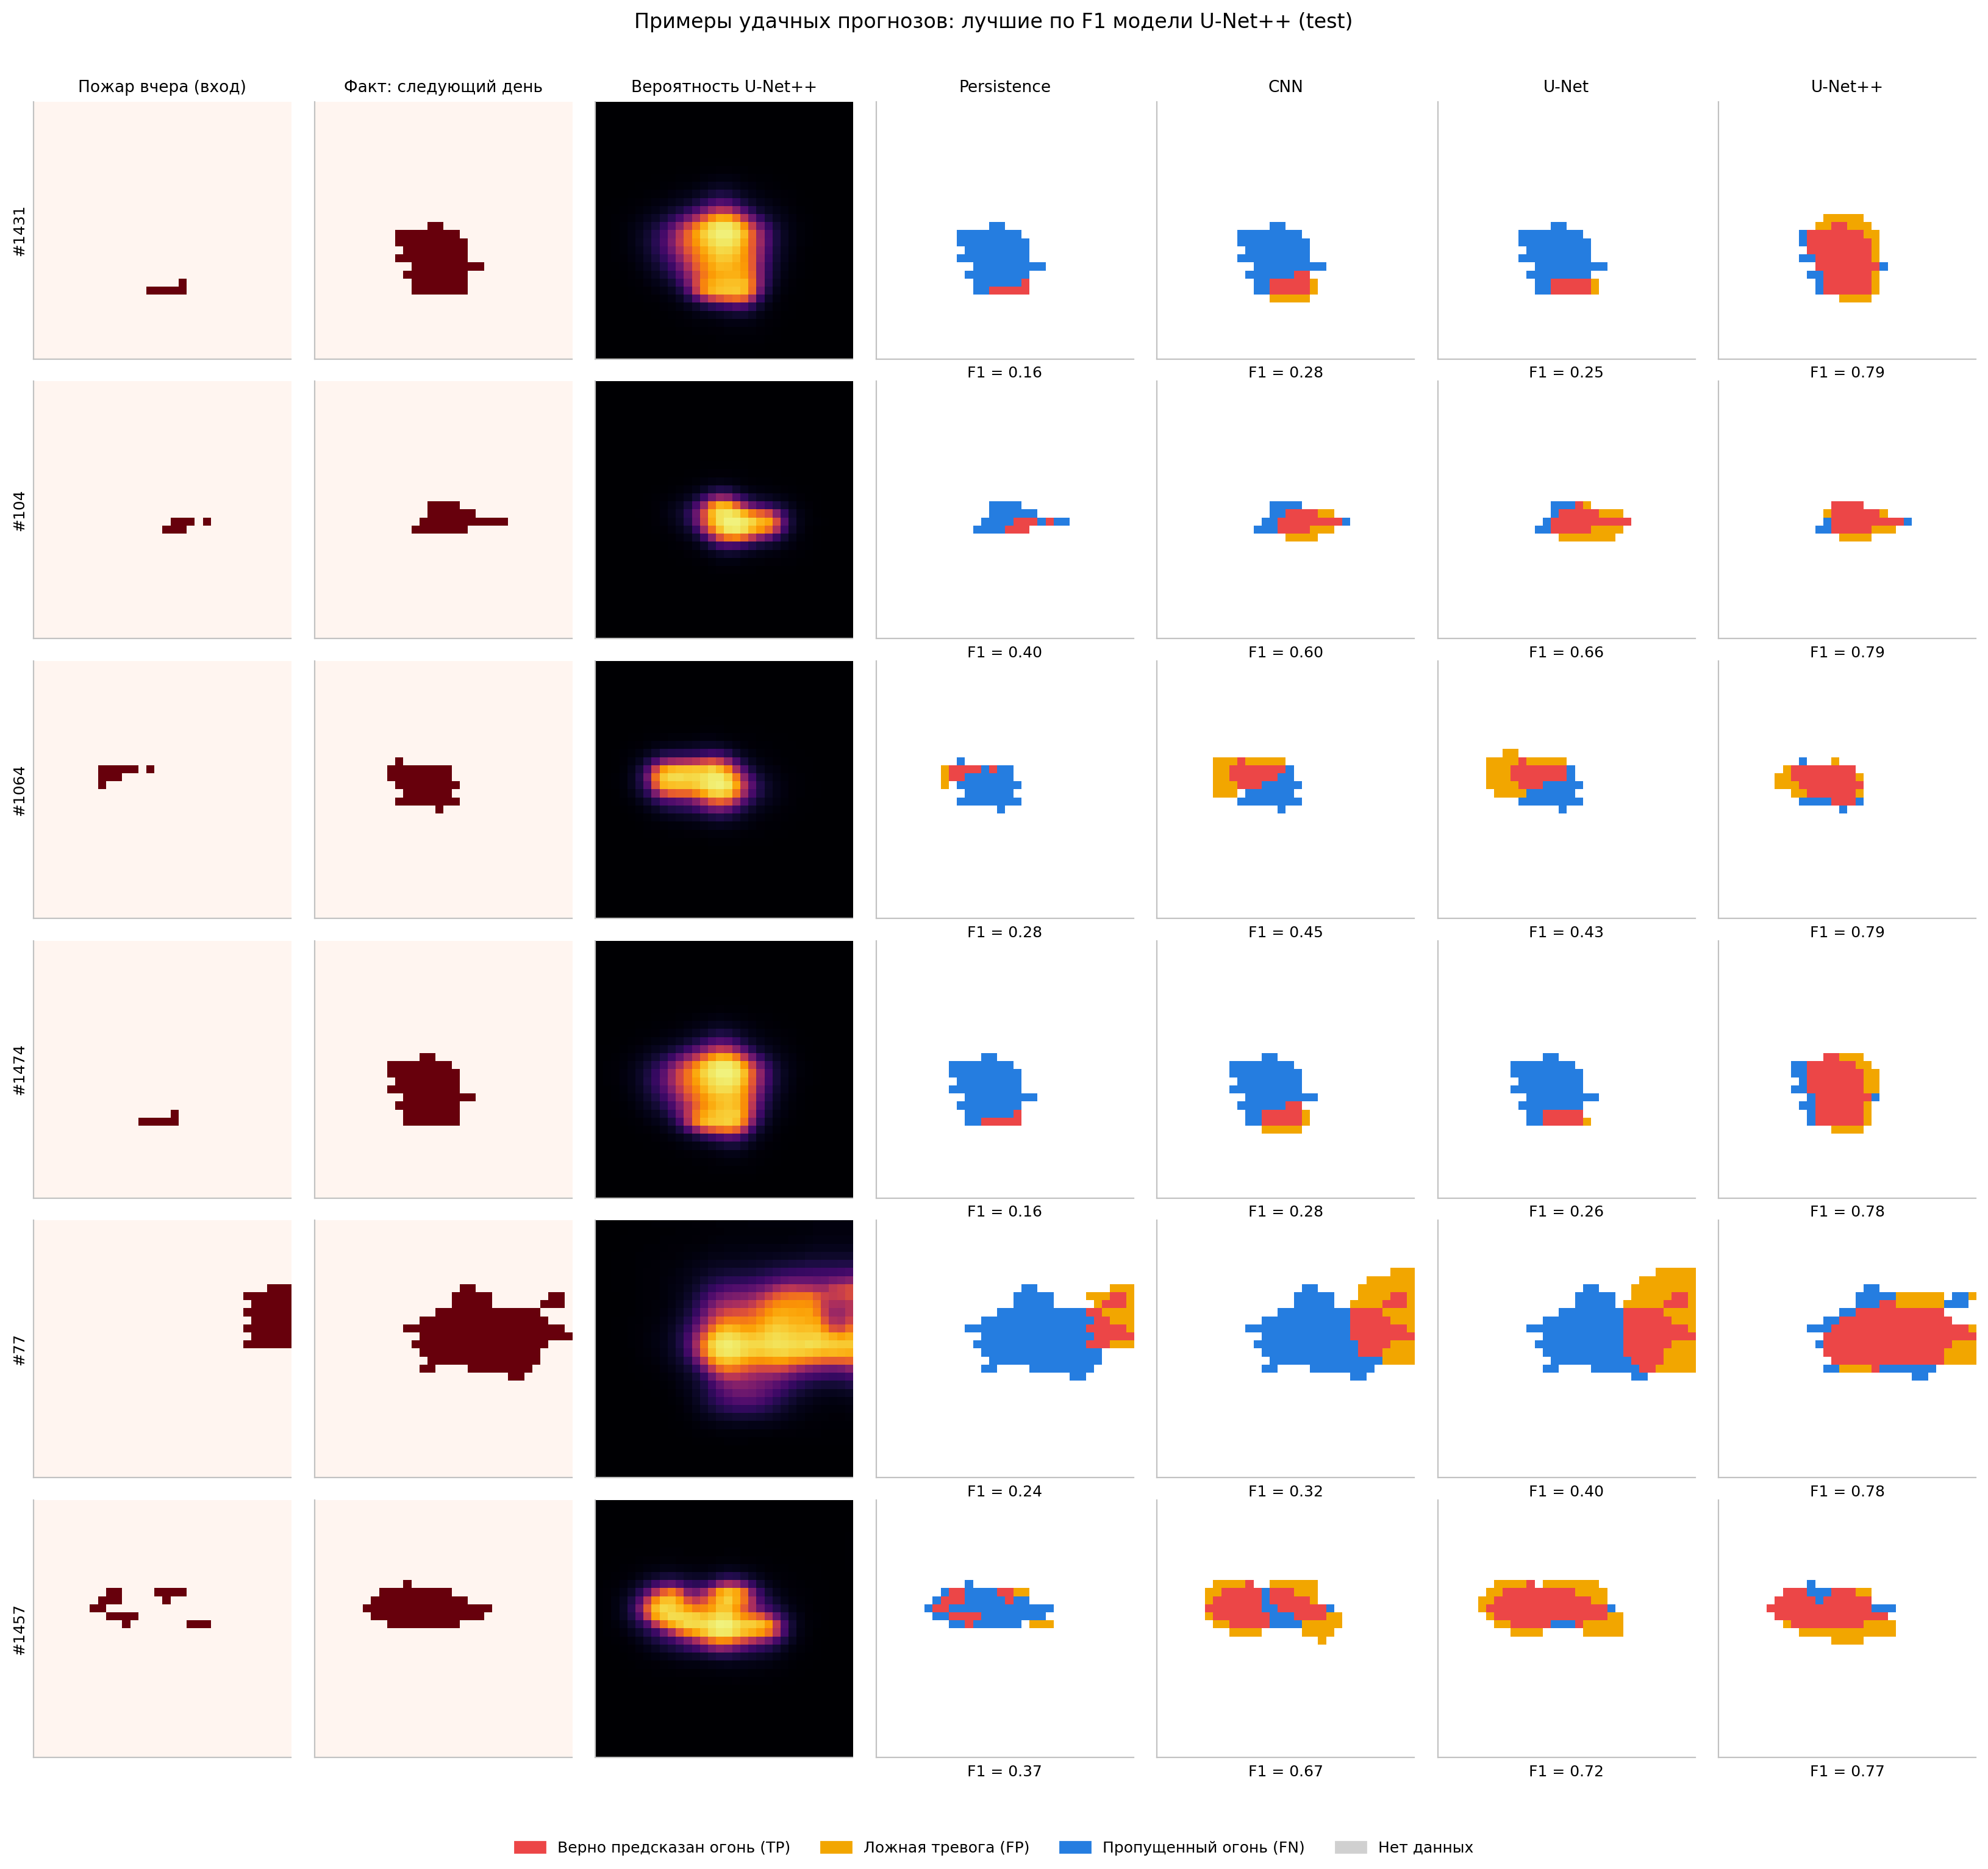 Примеры удачных прогнозов: лучшие по F1 модели U-Net++ (test)
Пожар вчера (вход)
Факт: следующий день
Вероятность U-Net++
Persistence
CNN
U-Net
U-Net++
#1431
F1 = 0.16
F1 = 0.28
F1 = 0.25
F1 = 0.79
#104
F1 = 0.40
F1 = 0.60
F1 = 0.66
F1 = 0.79
#1064
F1 = 0.28
F1 = 0.45
F1 = 0.43
F1 = 0.79
#1474
F1 = 0.16
F1 = 0.28
F1 = 0.26
F1 = 0.78
#77
F1 = 0.24
F1 = 0.32
F1 = 0.40
F1 = 0.78
#1457
F1 = 0.37
F1 = 0.67
F1 = 0.72
F1 = 0.77
Верно предсказан огонь (TP)
Ложная тревога (FP)
Пропущенный огонь (FN)
Нет данных